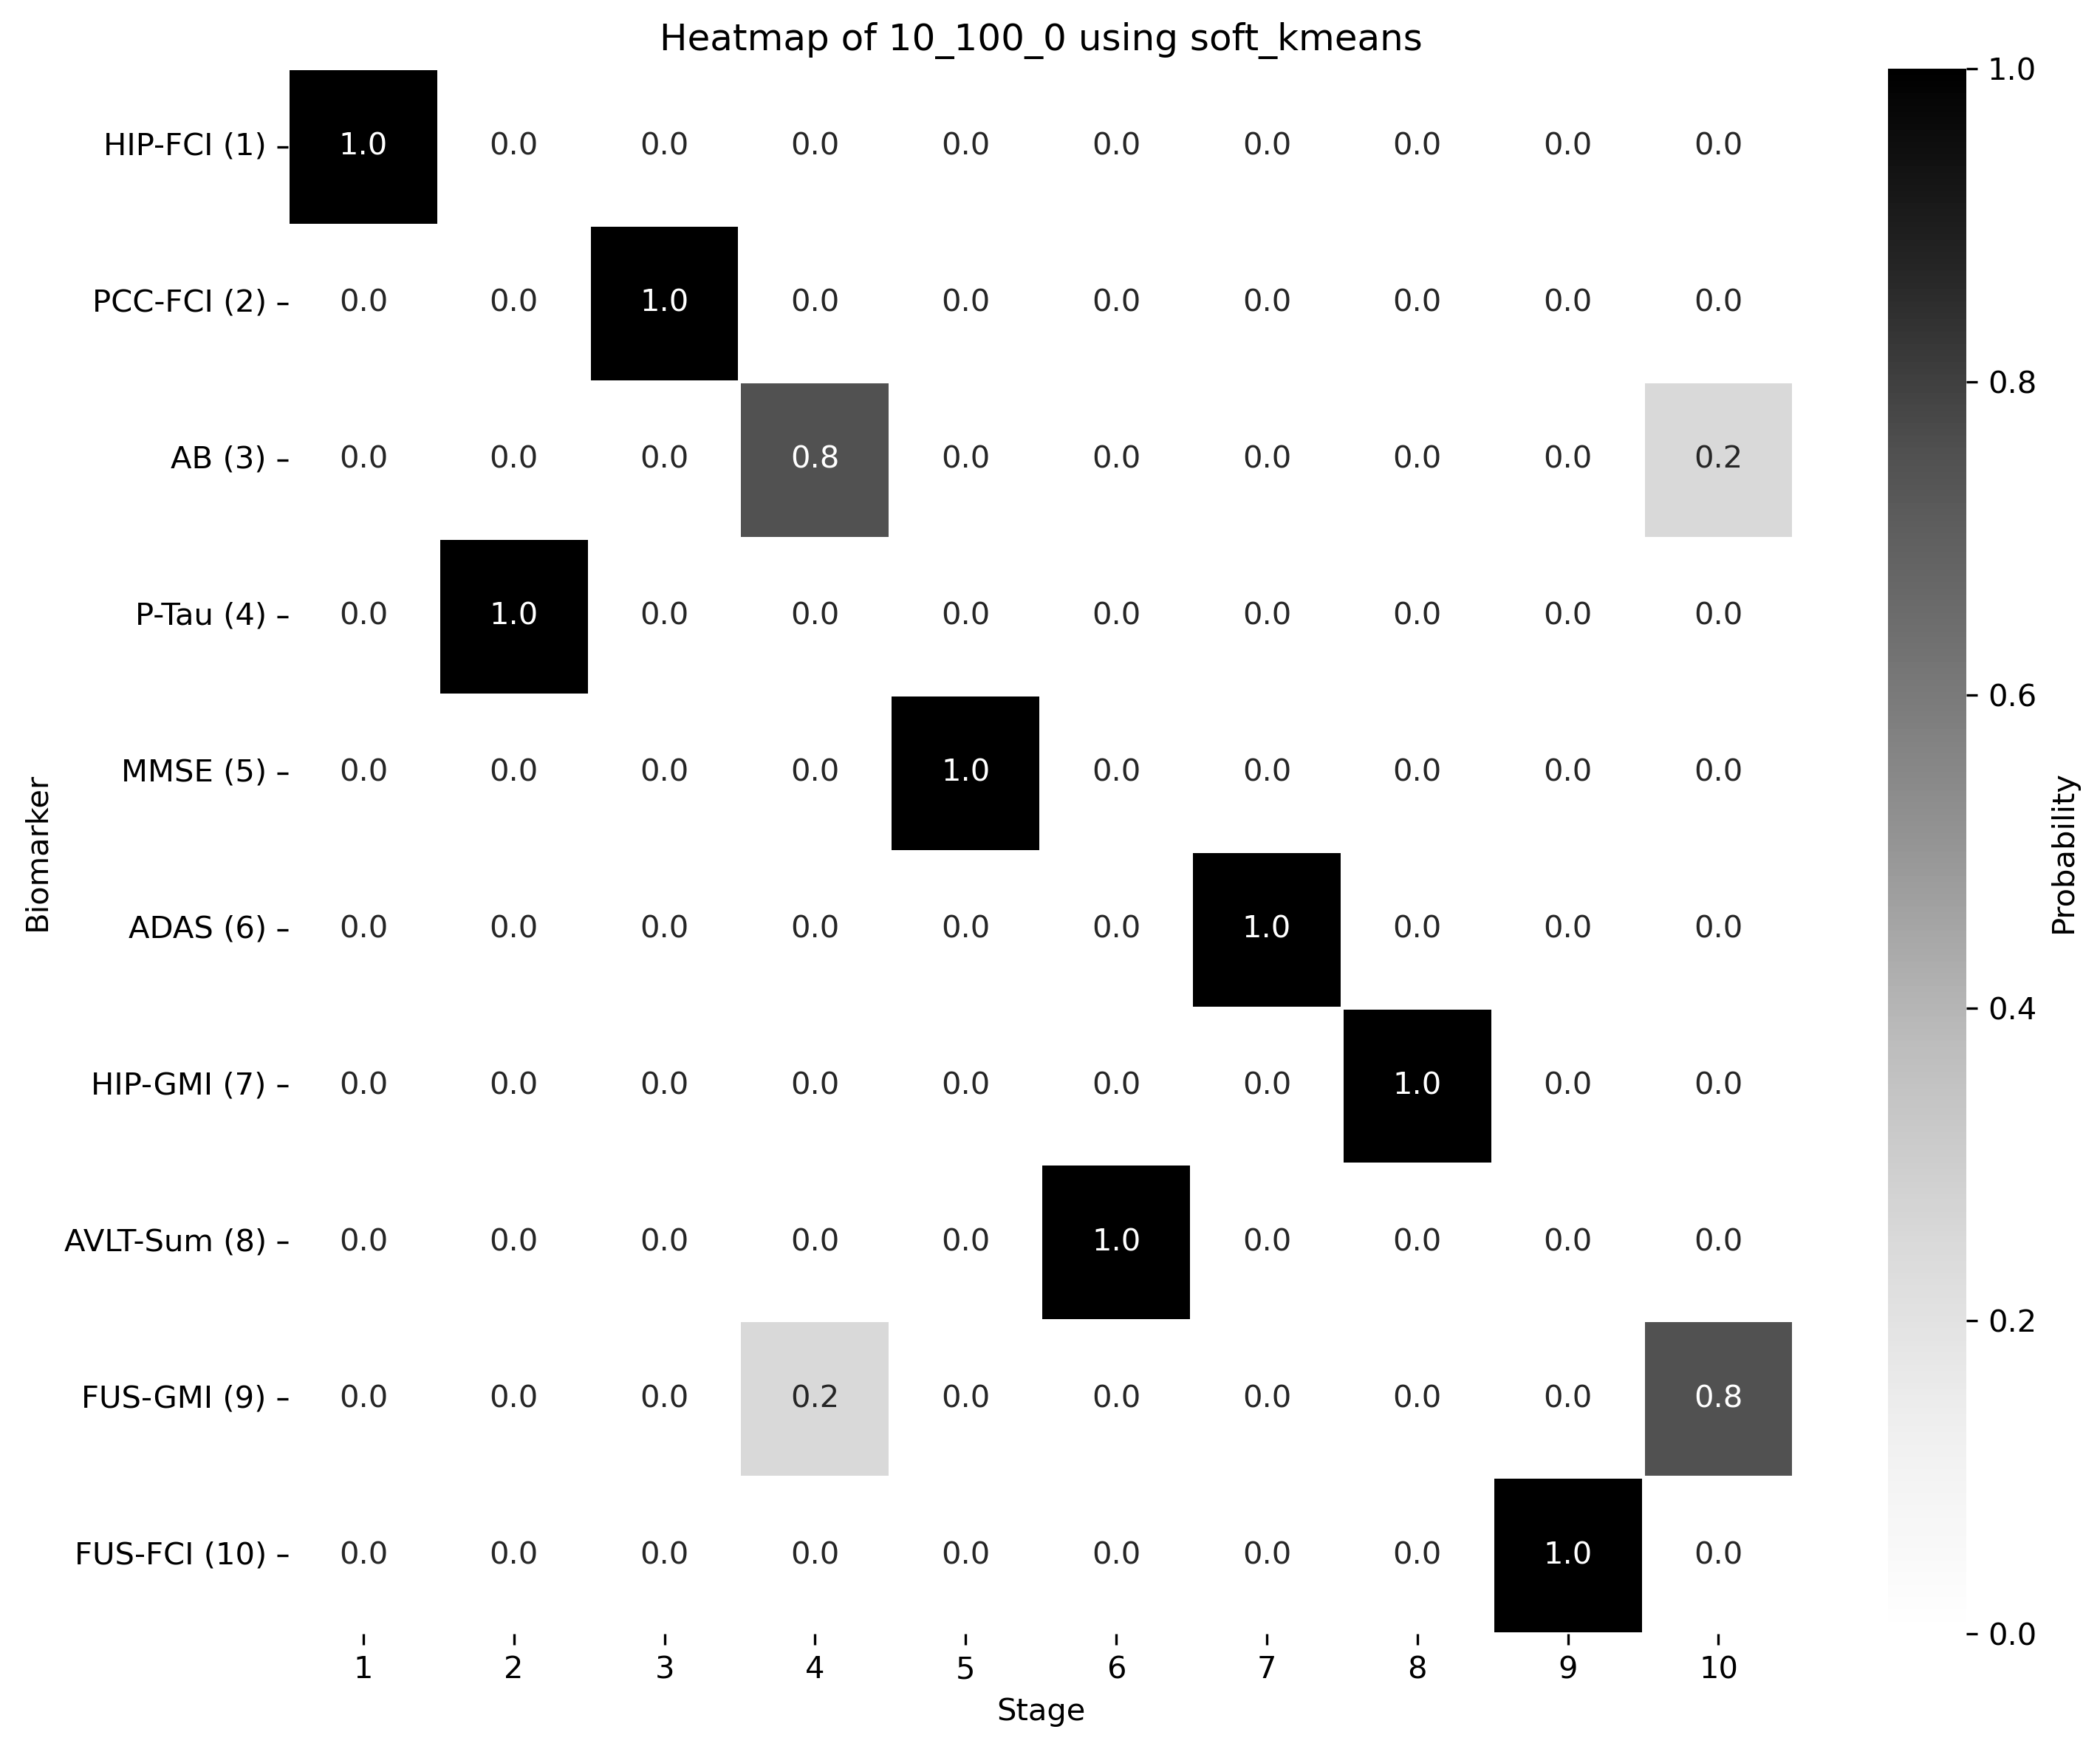 Heatmap of 10_100_0 using soft_kmeans
HIP-FCI (1) 1.0 0.0 0.0 0.0 0.0 0.0 0.0 0.0 0.0 0.0
PCC-FCI (2) 0.0 0.0 1.0 0.0 0.0 0.0 0.0 0.0 0.0 0.0
AB (3) 0.0 0.0 0.0 0.8 0.0 0.0 0.0 0.0 0.0 0.2
P-Tau (4) 0.0 1.0 0.0 0.0 0.0 0.0 0.0 0.0 0.0 0.0
MMSE (5) 0.0 0.0 0.0 0.0 1.0 0.0 0.0 0.0 0.0 0.0
ADAS (6) 0.0 0.0 0.0 0.0 0.0 0.0 1.0 0.0 0.0 0.0
HIP-GMI (7) 0.0 0.0 0.0 0.0 0.0 0.0 0.0 1.0 0.0 0.0
AVLT-Sum (8) 0.0 0.0 0.0 0.0 0.0 1.0 0.0 0.0 0.0 0.0
FUS-GMI (9) 0.0 0.0 0.0 0.2 0.0 0.0 0.0 0.0 0.0 0.8
FUS-FCI (10) 0.0 0.0 0.0 0.0 0.0 0.0 0.0 0.0 1.0 0.0
1 2 3 4 5 6 7 8 9 10
Stage
Biomarker
1.0
0.8
0.6
0.4
0.2
0.0
Probability